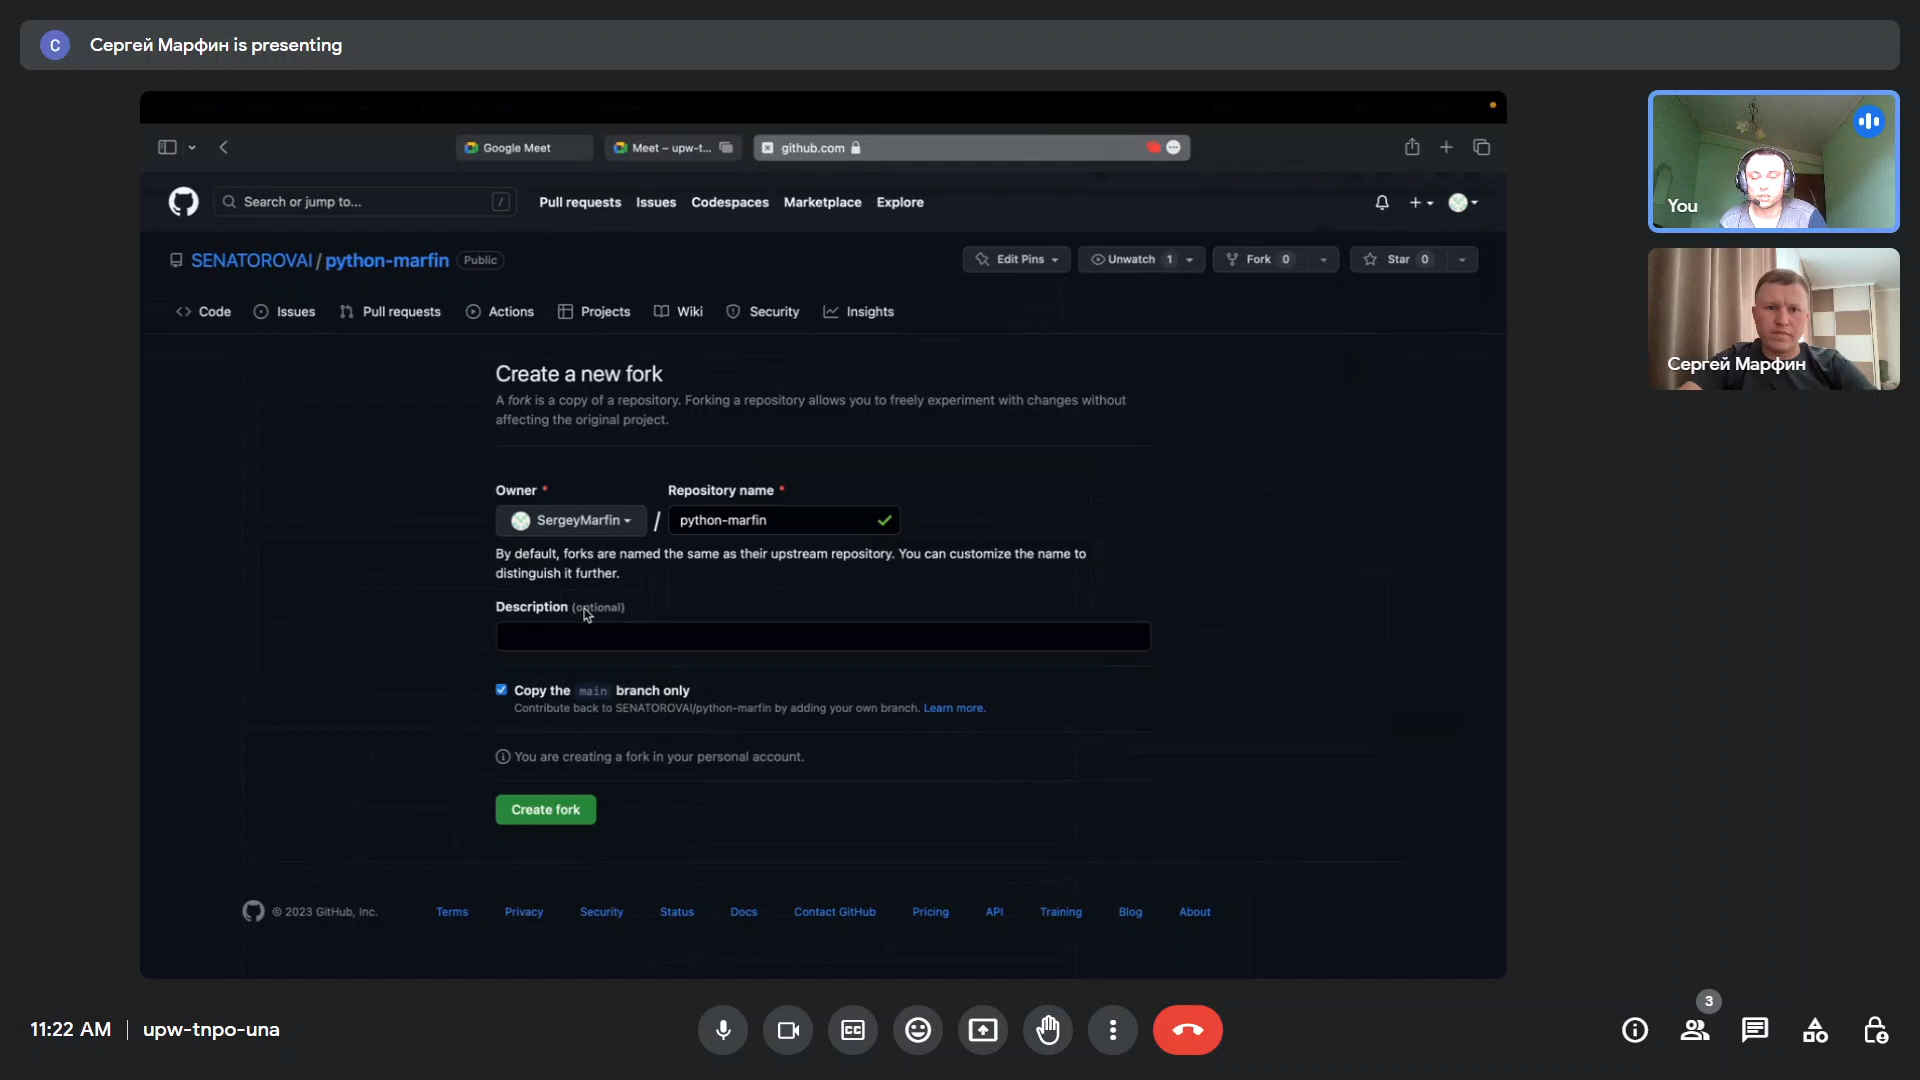 C
Сергей Марфин is presenting
Google Meet
Meet – upw-t...
github.com
Search or jump to...
/
Pull requests
Issues
Codespaces
Marketplace
Explore
SENATOROVAI / python-marfin
Public
Edit Pins
Unwatch 1
Fork 0
Star 0
Code
Issues
Pull requests
Actions
Projects
Wiki
Security
Insights
Create a new fork
A fork is a copy of a repository. Forking a repository allows you to freely experiment with changes without
affecting the original project.
Owner *
Repository name *
SergeyMarfin
/
python-marfin
By default, forks are named the same as their upstream repository. You can customize the name to
distinguish it further.
Description (optional)
Copy the main branch only
Contribute back to SENATOROVAI/python-marfin by adding your own branch. Learn more.
You are creating a fork in your personal account.
Create fork
© 2023 GitHub, Inc.
Terms
Privacy
Security
Status
Docs
Contact GitHub
Pricing
API
Training
Blog
About
You
Сергей Марфин
11:22 AM
upw-tnpo-una
CC
3